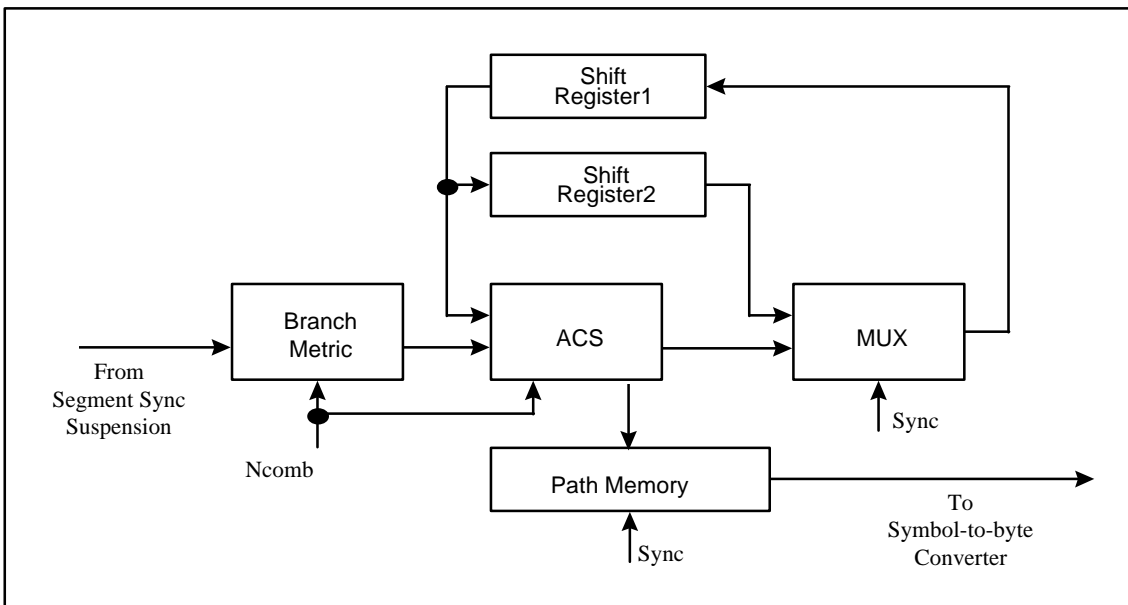 Shift
Register1
Shift
Register2
Branch
Metric
ACS
MUX
From
Segment Sync
Suspension
Ncomb
Sync
Path Memory
To
Symbol-to-byte
Converter
Sync